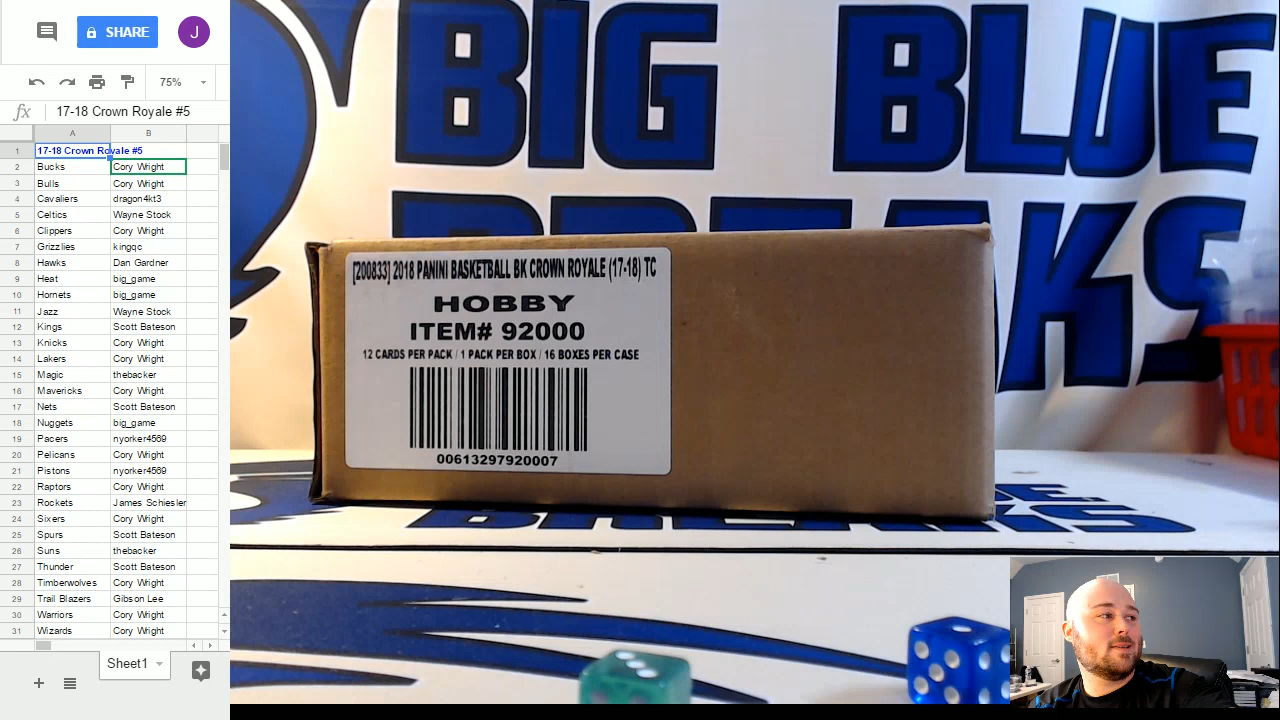 SHARE
J
75%
fx 17-18 Crown Royale #5
A B
1 17-18 Crown Royale #5
2 Bucks Cory Wright
3 Bulls Cory Wright
4 Cavaliers dragon4kt3
5 Celtics Wayne Stock
6 Clippers Cory Wright
7 Grizzlies kingqc
8 Hawks Dan Gardner
9 Heat big_game
10 Hornets big_game
11 Jazz Wayne Stock
12 Kings Scott Bateson
13 Knicks Cory Wright
14 Lakers Cory Wright
15 Magic thebacker
16 Mavericks Cory Wright
17 Nets Scott Bateson
18 Nuggets big_game
19 Pacers nyorker4569
20 Pelicans Cory Wright
21 Pistons nyorker4569
22 Raptors Cory Wright
23 Rockets James Schiesler
24 Sixers Cory Wright
25 Spurs Scott Bateson
26 Suns thebacker
27 Thunder Scott Bateson
28 Timberwolves Cory Wright
29 Trail Blazers Gibson Lee
30 Warriors Cory Wright
31 Wizards Cory Wright
Sheet1
BIG BLUE
BREAKS
[200833] 2018 PANINI BASKETBALL BK CROWN ROYALE (17-18) TC
HOBBY
ITEM# 92000
12 CARDS PER PACK / 1 PACK PER BOX / 16 BOXES PER CASE
00613297920007
BREAKS